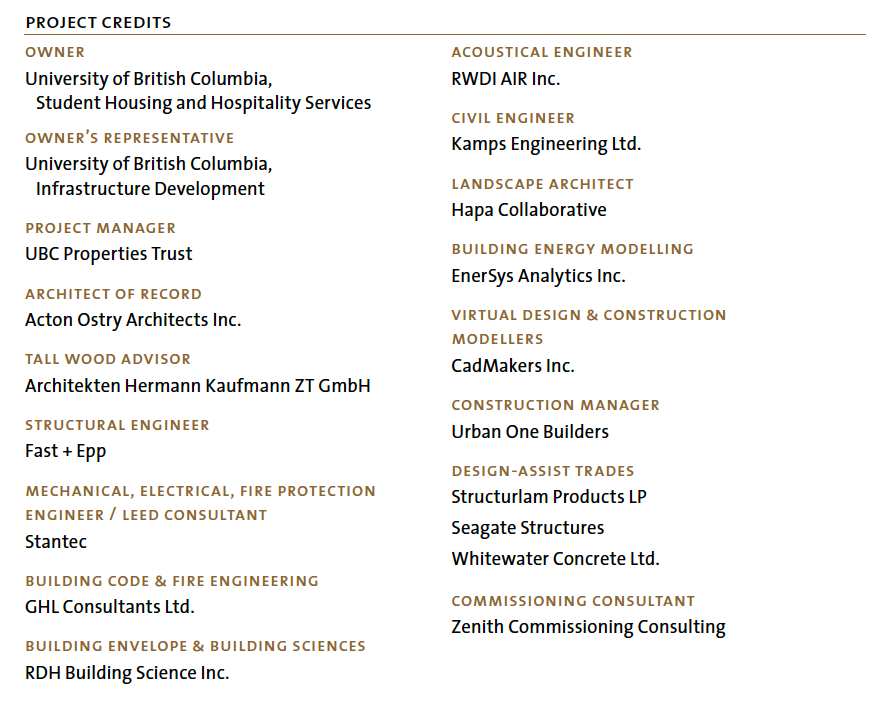 PROJECT CREDITS
OWNER
University of British Columbia,
Student Housing and Hospitality Services
OWNER'S REPRESENTATIVE
University of British Columbia,
Infrastructure Development
PROJECT MANAGER
UBC Properties Trust
ARCHITECT OF RECORD
Acton Ostry Architects Inc.
TALL WOOD ADVISOR
Architekten Hermann Kaufmann ZT GmbH
STRUCTURAL ENGINEER
Fast + Epp
MECHANICAL, ELECTRICAL, FIRE PROTECTION
ENGINEER / LEED CONSULTANT
Stantec
BUILDING CODE & FIRE ENGINEERING
GHL Consultants Ltd.
BUILDING ENVELOPE & BUILDING SCIENCES
RDH Building Science Inc.
ACOUSTICAL ENGINEER
RWDI AIR Inc.
CIVIL ENGINEER
Kamps Engineering Ltd.
LANDSCAPE ARCHITECT
Hapa Collaborative
BUILDING ENERGY MODELLING
EnerSys Analytics Inc.
VIRTUAL DESIGN & CONSTRUCTION
MODELLERS
CadMakers Inc.
CONSTRUCTION MANAGER
Urban One Builders
DESIGN-ASSIST TRADES
Structurlam Products LP
Seagate Structures
Whitewater Concrete Ltd.
COMMISSIONING CONSULTANT
Zenith Commissioning Consulting